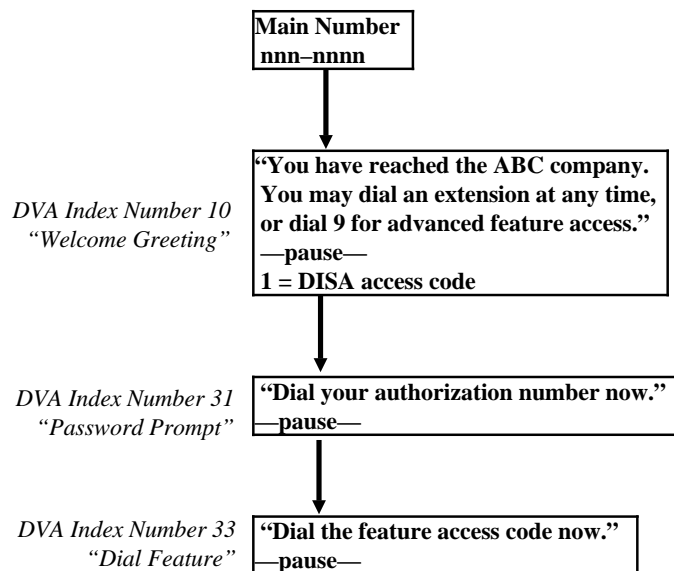 Main Number
nnn–nnnn
“You have reached the ABC company.
You may dial an extension at any time,
or dial 9 for advanced feature access.”
—pause—
1 = DISA access code
DVA Index Number 10
“Welcome Greeting”
“Dial your authorization number now.”
—pause—
DVA Index Number 31
“Password Prompt”
“Dial the feature access code now.”
—pause—
DVA Index Number 33
“Dial Feature”